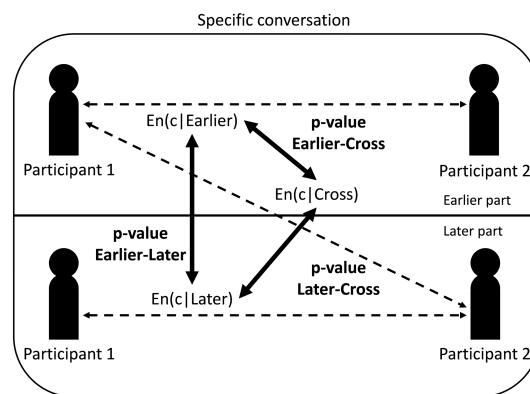 Specific conversation
En(c|Earlier)
p-value
Earlier-Cross
Participant 1
Participant 2
En(c|Cross)
Earlier part
Later part
p-value
Earlier-Later
p-value
Later-Cross
En(c|Later)
Participant 1
Participant 2